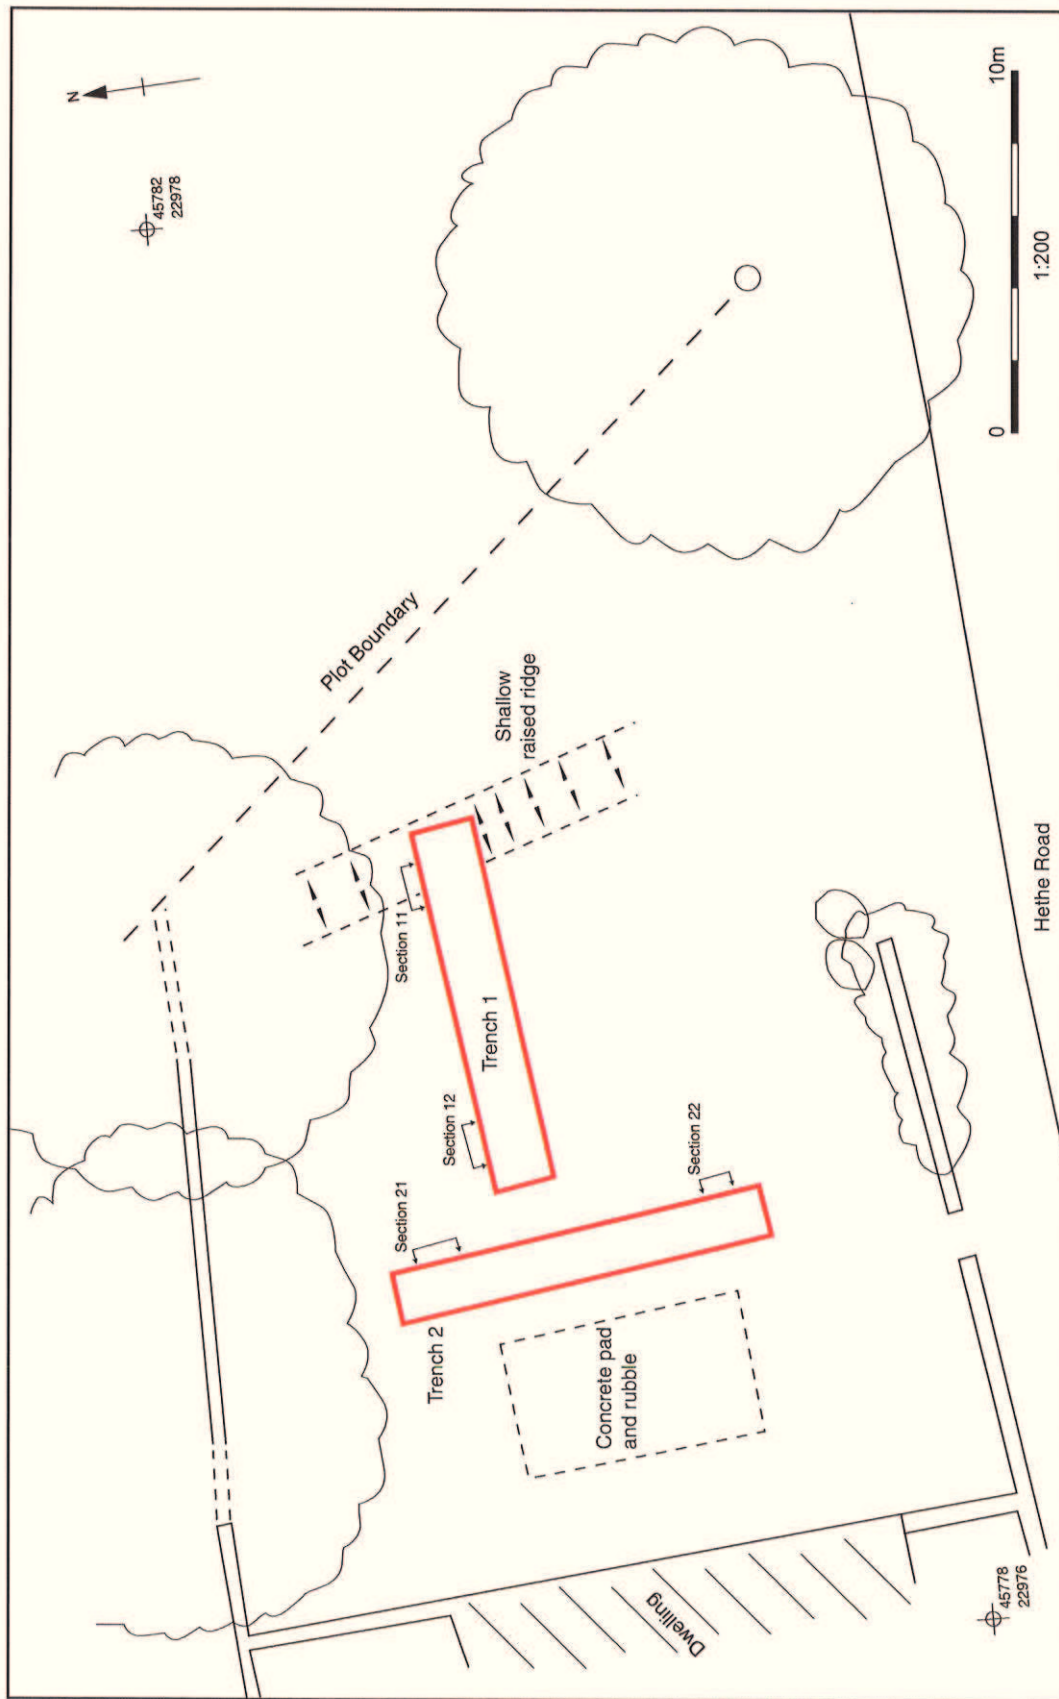 N
45782
22978
Plot Boundary
Shallow
raised ridge
Section 11
Trench 1
Section 12
Section 21
Section 22
Trench 2
Concrete pad
and rubble
Dwelling
45778
22976
Hethe Road
0
10m
1:200